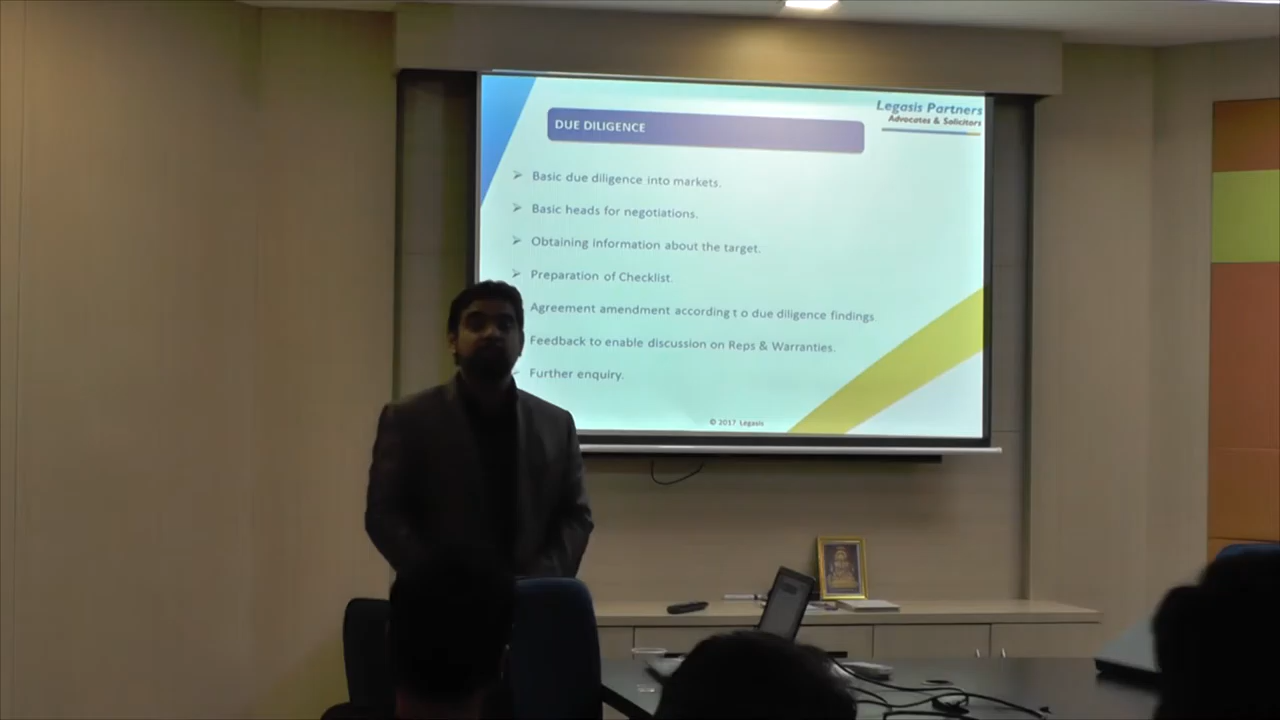 Legasis Partners
Advocates & Solicitors
DUE DILIGENCE
Basic due diligence into markets.
Basic heads for negotiations.
Obtaining information about the target.
Preparation of Checklist.
Agreement amendment according t o due diligence findings.
Feedback to enable discussion on Reps & Warranties.
Further enquiry.
© 2017 Legasis